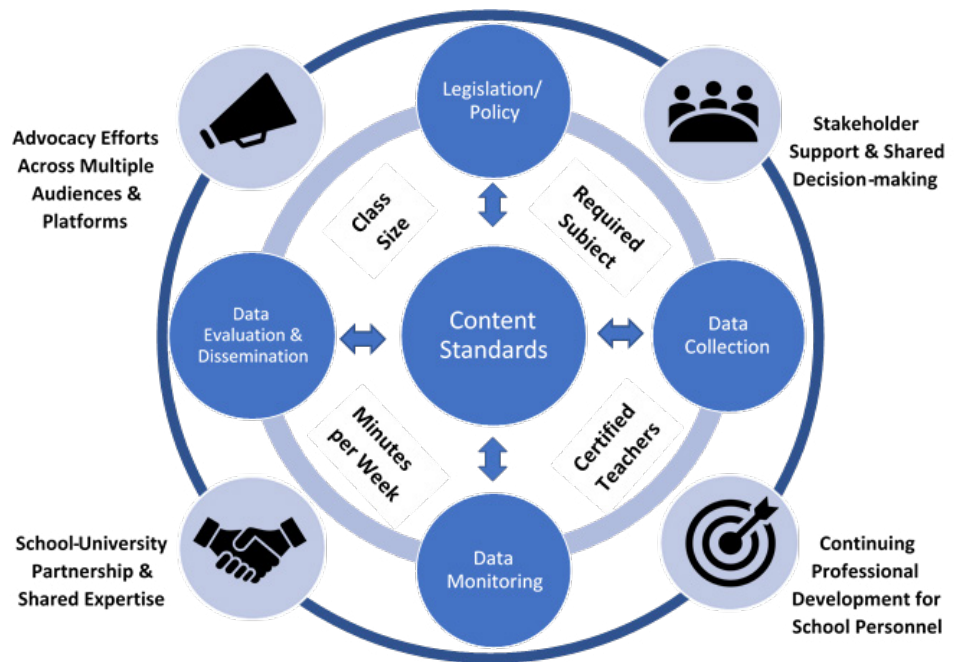 Legislation/
Policy
Advocacy Efforts
Across Multiple
Audiences &
Platforms
Stakeholder
Support & Shared
Decision-making
Class
Size
Required
Subject
Data
Evaluation &
Dissemination
Content
Standards
Data
Collection
Minutes
per Week
Certified
Teachers
School-University
Partnership &
Shared Expertise
Data
Monitoring
Continuing
Professional
Development for
School Personnel